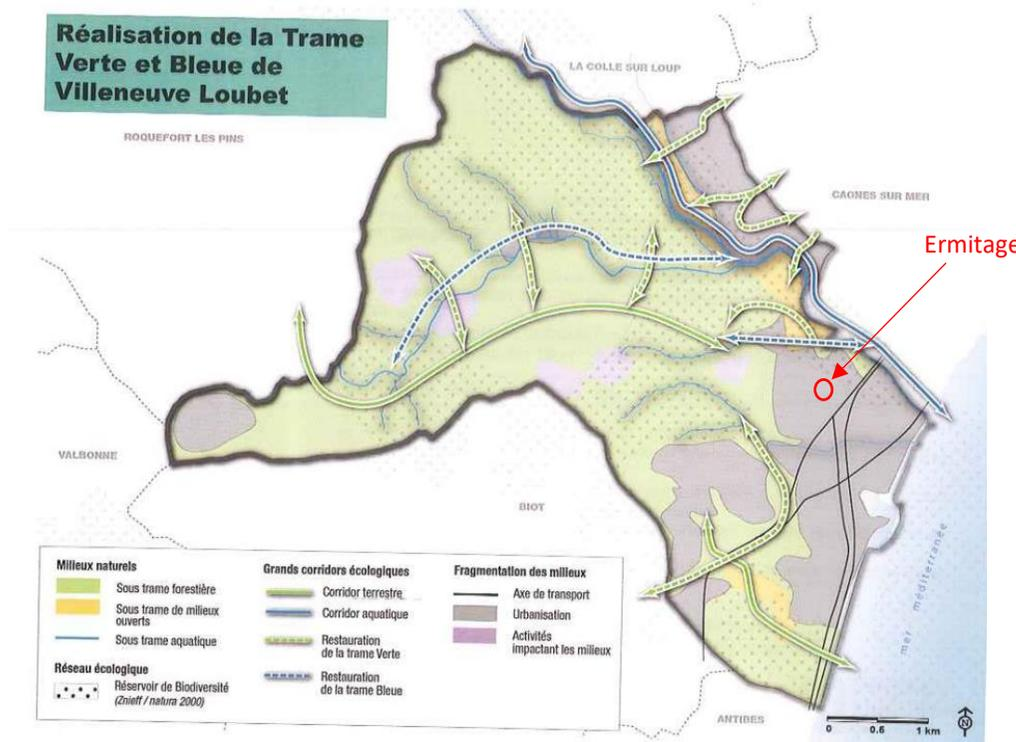 Réalisation de la Trame
Verte et Bleue de
Villeneuve Loubet
LA COLLE SUR LOUP
ROQUEFORT LES PINS
CAGNES SUR MER
Ermitage
VALBONNE
BIOT
mer méditerranée
ANTIBES
Milieux naturels
Sous trame forestière
Sous trame de milieux
ouverts
Sous trame aquatique
Réseau écologique
Réservoir de Biodiversité
(Znieff / natura 2000)
Grands corridors écologiques
Corridor terrestre
Corridor aquatique
Restauration
de la trame Verte
Restauration
de la trame Bleue
Fragmentation des milieux
Axe de transport
Urbanisation
Activités
impactant les milieux
0 0.6 1 km
N